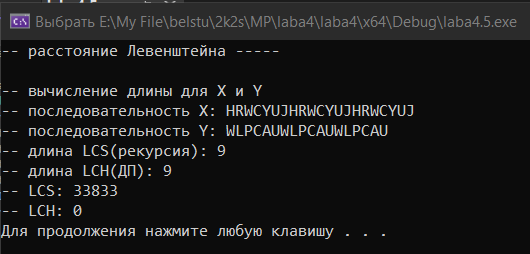 Выбрать E:\My File\belstu\2k2s\MP\laba4\laba4\x64\Debug\laba4.5.exe
-- расстояние Левенштейна -----
-- вычисление длины для X и Y
-- последовательность X: HRWCYUJHRWCYUJHRWCYUJ
-- последовательность Y: WLPCAUWLPCAUWLPCAU
-- длина LCS(рекурсия): 9
-- длина LCH(ДП): 9
-- LCS: 33833
-- LCH: 0
Для продолжения нажмите любую клавишу . . .